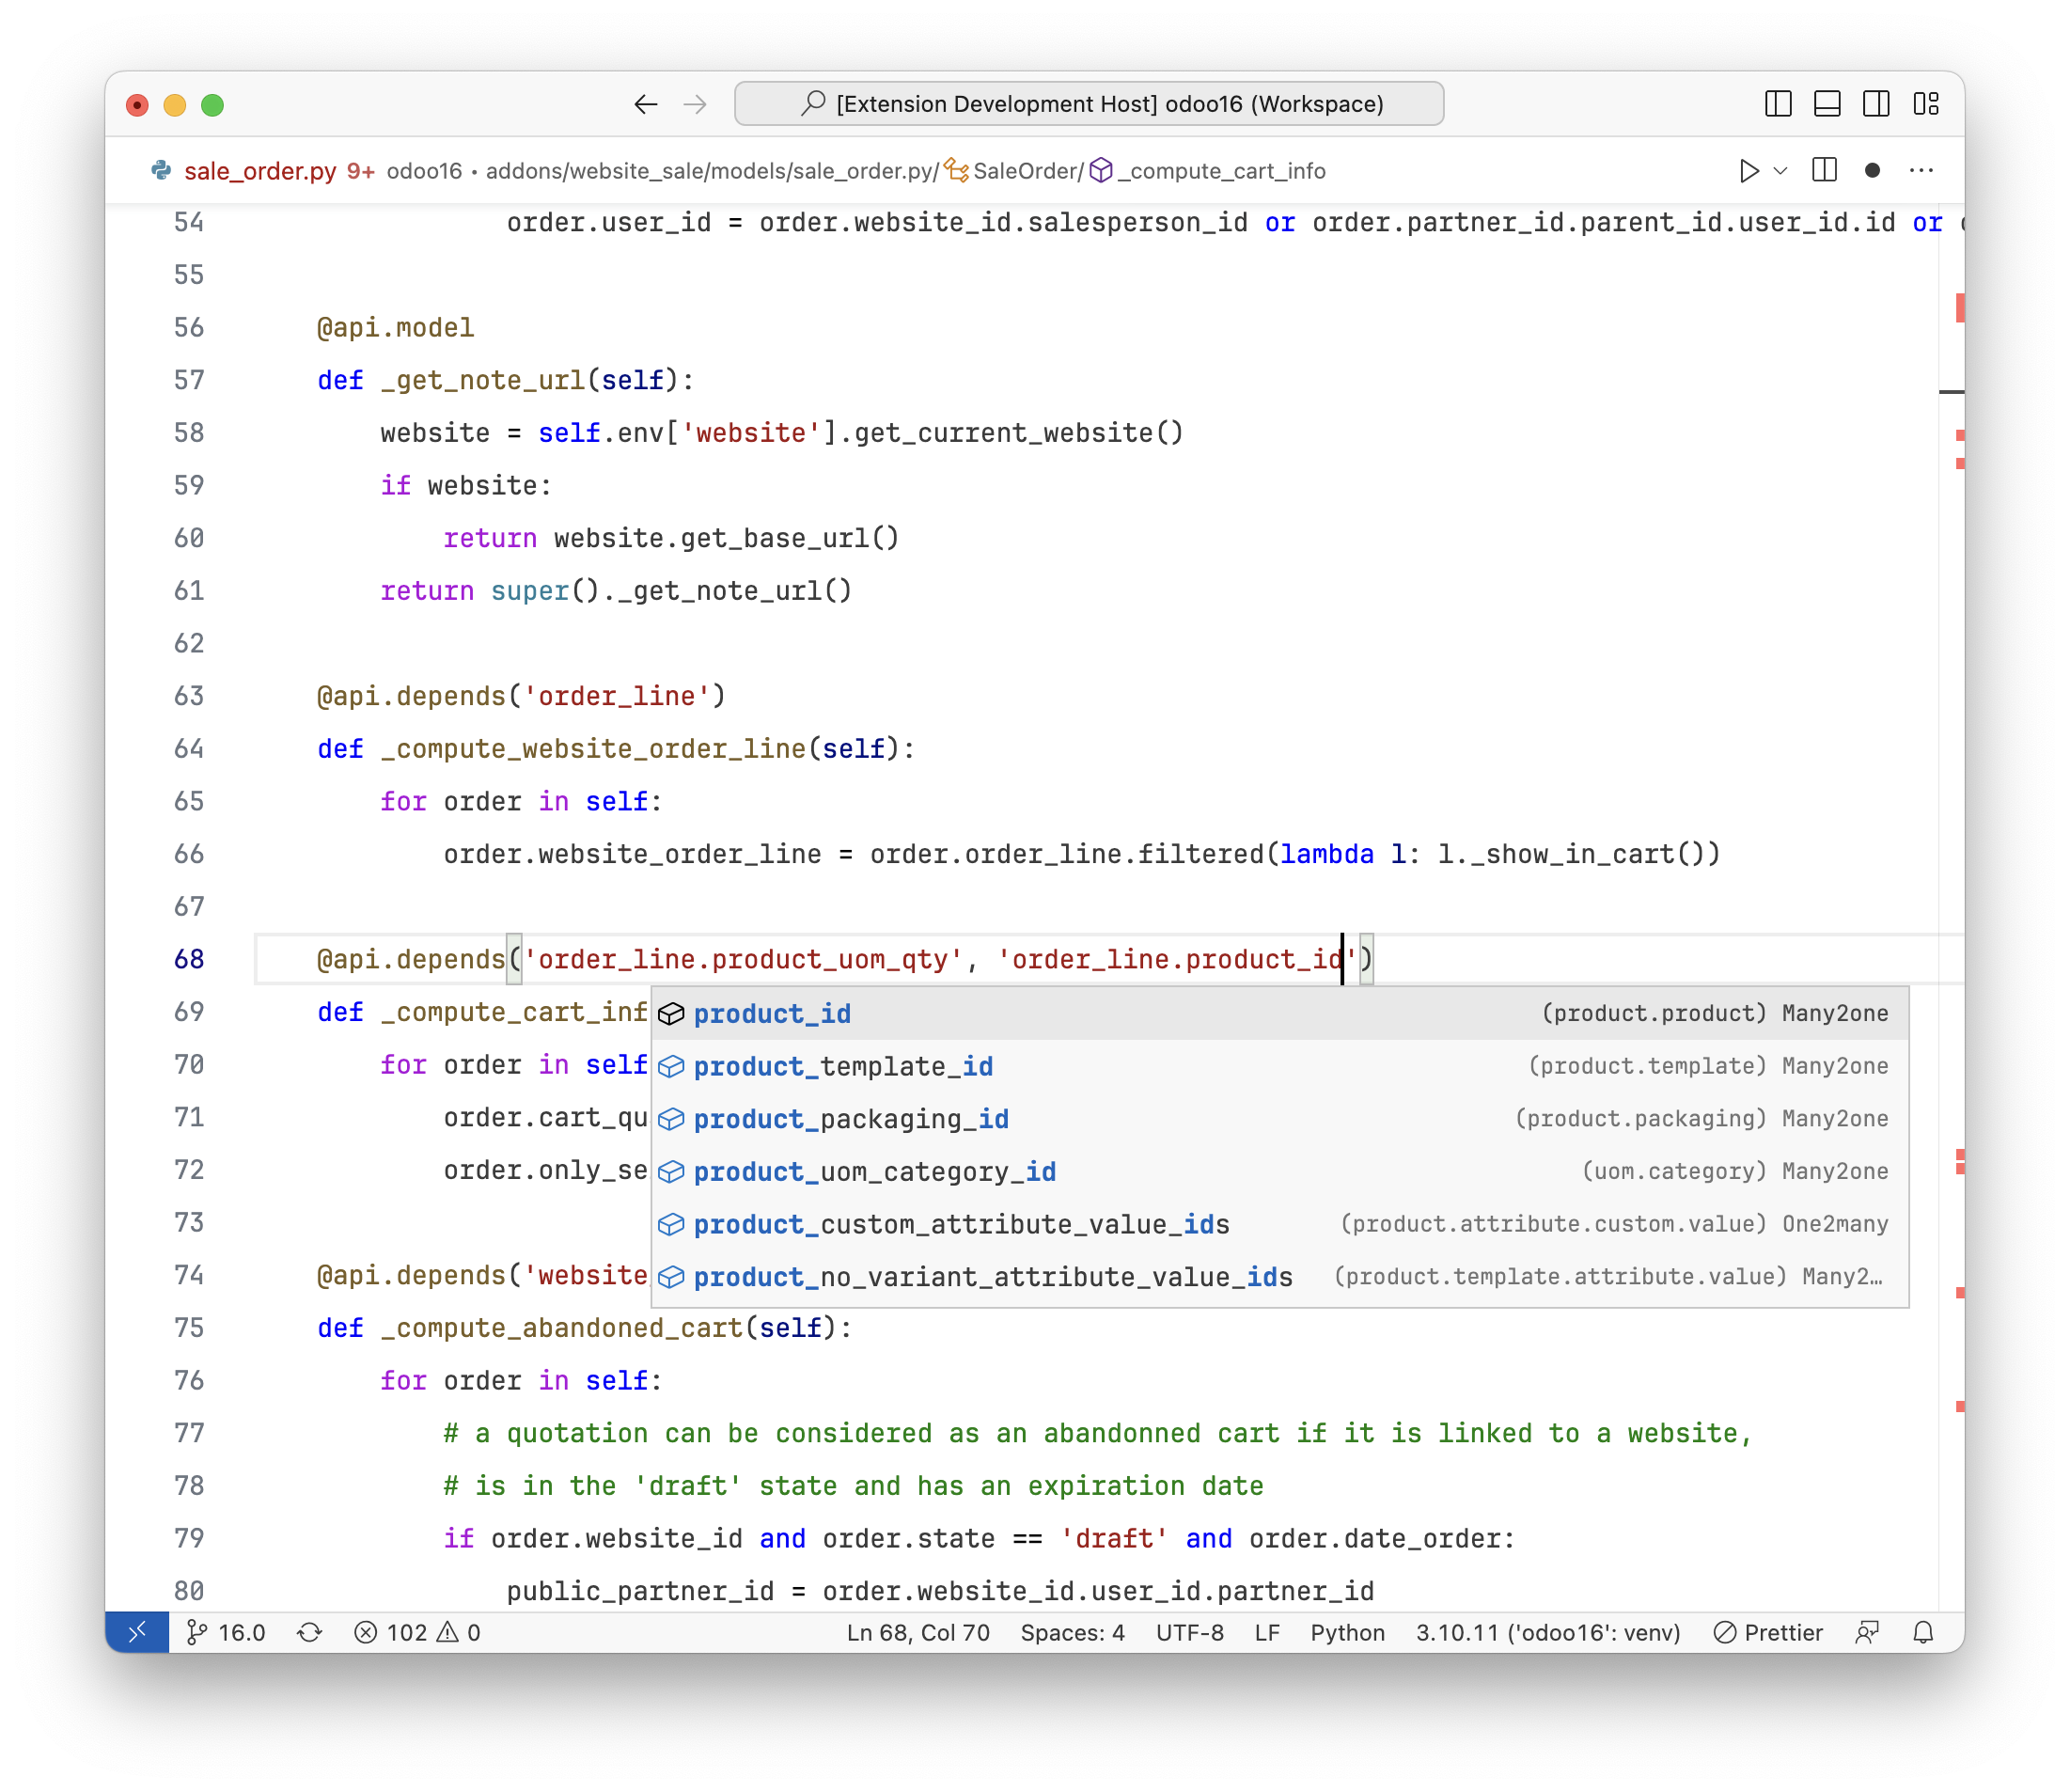 [Extension Development Host] odoo16 (Workspace)
sale_order.py 9+ odoo16 • addons/website_sale/models/sale_order.py/ SaleOrder/ _compute_cart_info
54 order.user_id = order.website_id.salesperson_id or order.partner_id.parent_id.user_id.id or
55
56 @api.model
57 def _get_note_url(self):
58 website = self.env['website'].get_current_website()
59 if website:
60 return website.get_base_url()
61 return super()._get_note_url()
62
63 @api.depends('order_line')
64 def _compute_website_order_line(self):
65 for order in self:
66 order.website_order_line = order.order_line.filtered(lambda l: l._show_in_cart())
67
68 @api.depends('order_line.product_uom_qty', 'order_line.product_id')
69 def _compute_cart_inf product_id (product.product) Many2one
70 for order in self product_template_id (product.template) Many2one
71 order.cart_qu product_packaging_id (product.packaging) Many2one
72 order.only_se product_uom_category_id (uom.category) Many2one
73 product_custom_attribute_value_ids (product.attribute.custom.value) One2many
74 @api.depends('website product_no_variant_attribute_value_ids (product.template.attribute.value) Many2…
75 def _compute_abandoned_cart(self):
76 for order in self:
77 # a quotation can be considered as an abandonned cart if it is linked to a website,
78 # is in the 'draft' state and has an expiration date
79 if order.website_id and order.state == 'draft' and order.date_order:
80 public_partner_id = order.website_id.user_id.partner_id
16.0 102 0 Ln 68, Col 70 Spaces: 4 UTF-8 LF Python 3.10.11 ('odoo16': venv) Prettier